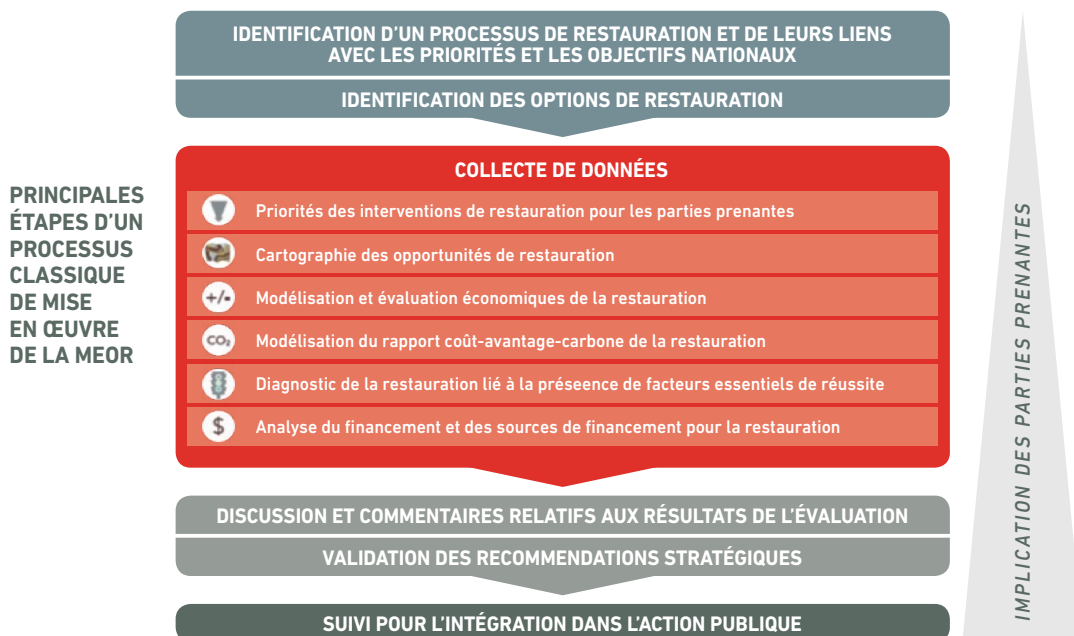 IDENTIFICATION D'UN PROCESSUS DE RESTAURATION ET DE LEURS LIENS
AVEC LES PRIORITÉS ET LES OBJECTIFS NATIONAUX
IDENTIFICATION DES OPTIONS DE RESTAURATION
PRINCIPALES
ÉTAPES D'UN
PROCESSUS
CLASSIQUE
DE MISE
EN ŒUVRE
DE LA MEOR
COLLECTE DE DONNÉES
Priorités des interventions de restauration pour les parties prenantes
Cartographie des opportunités de restauration
+/- Modélisation et évaluation économiques de la restauration
CO₂ Modélisation du rapport coût-avantage-carbone de la restauration
Diagnostic de la restauration lié à la préseence de facteurs essentiels de réussite
$ Analyse du financement et des sources de financement pour la restauration
DISCUSSION ET COMMENTAIRES RELATIFS AUX RÉSULTATS DE L'ÉVALUATION
VALIDATION DES RECOMMENDATIONS STRATÉGIQUES
SUIVI POUR L'INTÉGRATION DANS L'ACTION PUBLIQUE
IMPLICATION DES PARTIES PRENANTES